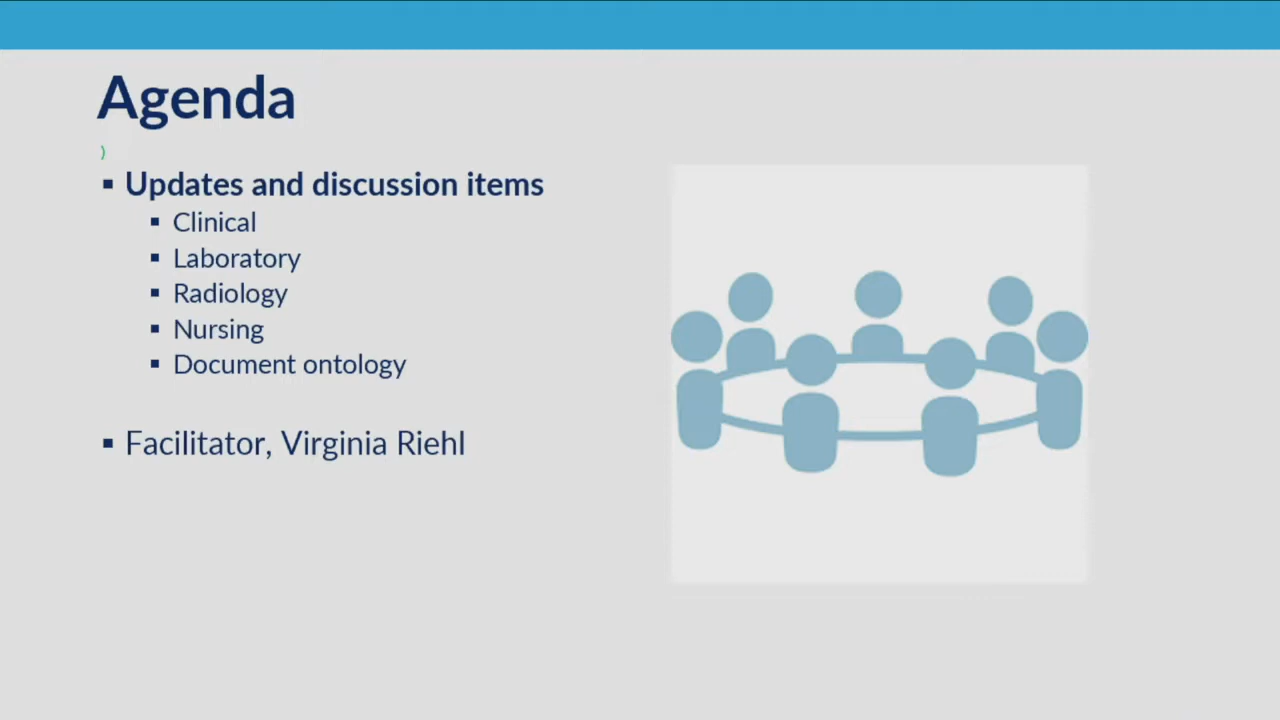 Agenda
)
▪ Updates and discussion items
▪ Clinical
▪ Laboratory
▪ Radiology
▪ Nursing
▪ Document ontology
▪ Facilitator, Virginia Riehl